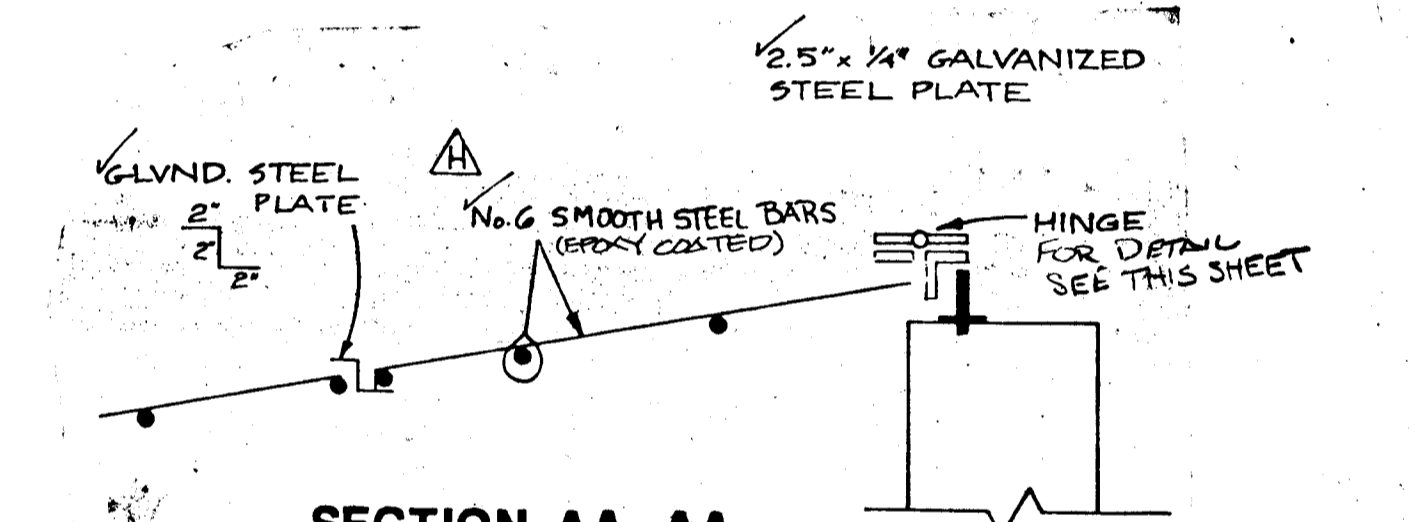 2.5" x 1/4" GALVANIZED
STEEL PLATE
GLVND. STEEL
PLATE
2"
2"
2"
H
No.6 SMOOTH STEEL BARS
(EPOXY COATED)
HINGE
FOR DETAIL
SEE THIS SHEET
SECTION AA-AA